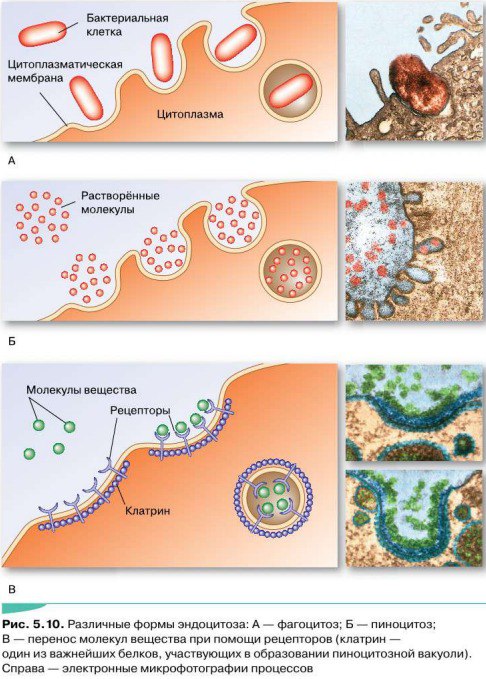 Бактериальная
клетка
Цитоплазматическая
мембрана
Цитоплазма
А
Растворённые
молекулы
Б
Молекулы вещества
Рецепторы
Клатрин
В
Рис. 5.10. Различные формы эндоцитоза: А — фагоцитоз; Б — пиноцитоз;
В — перенос молекул вещества при помощи рецепторов (клатрин —
один из важнейших белков, участвующих в образовании пиноцитозной вакуоли).
Справа — электронные микрофотографии процессов